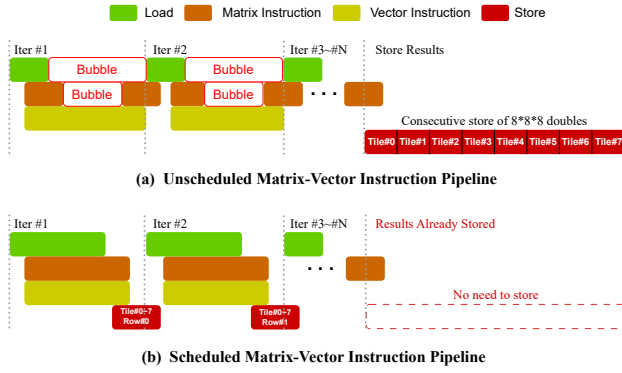 Load Matrix Instruction Vector Instruction Store
Iter #1 Iter #2 Iter #3~#N Store Results
Bubble Bubble
Bubble Bubble
. . .
Consecutive store of 8*8*8 doubles
Tile#0 Tile#1 Tile#2 Tile#3 Tile#4 Tile#5 Tile#6 Tile#7
(a) Unscheduled Matrix-Vector Instruction Pipeline
Iter #1 Iter #2 Iter #3~#N Results Already Stored
. . .
No need to store
Tile#0~7 Tile#0~7
Row#0 Row#1
(b) Scheduled Matrix-Vector Instruction Pipeline